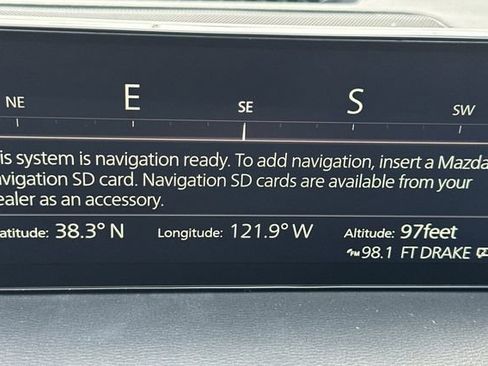 NE E SE S SW
is system is navigation ready. To add navigation, insert a Mazda
avigation SD card. Navigation SD cards are available from your
ealer as an accessory.
atitude: 38.3° N Longitude: 121.9° W Altitude: 97feet
FM 98.1 FT DRAKE